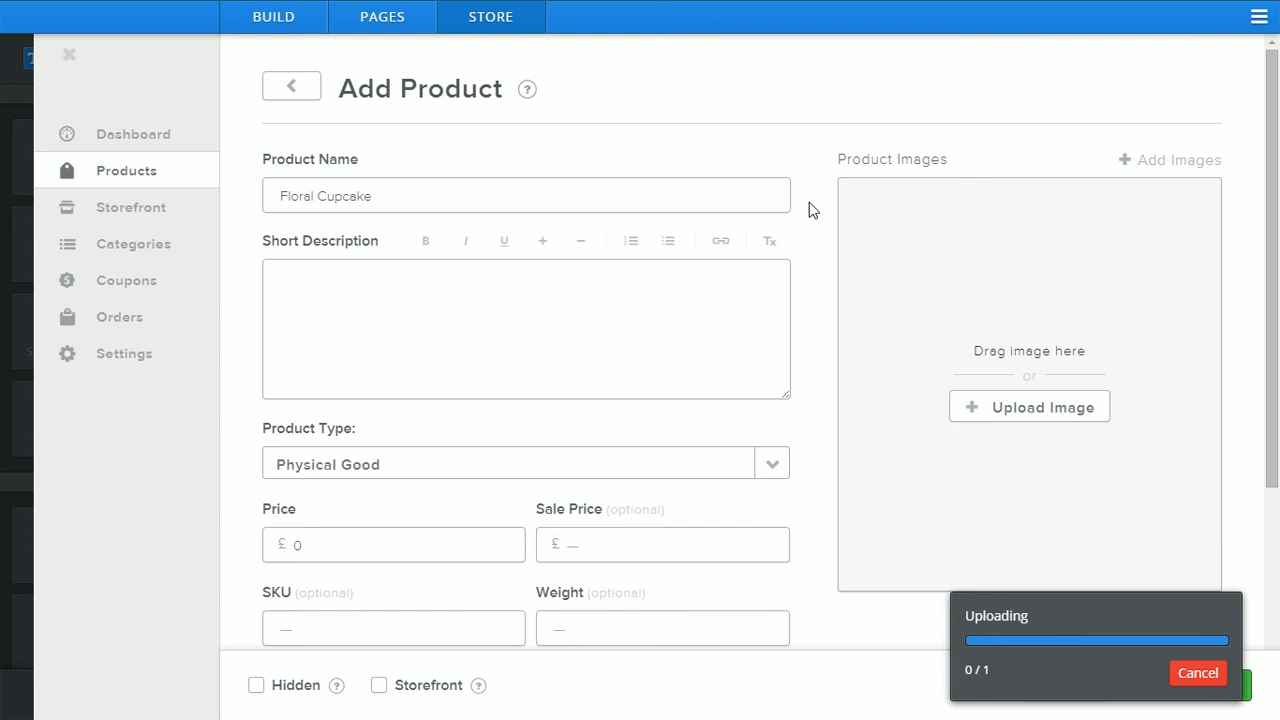 BUILD PAGES STORE
Add Product ?
Dashboard
Products
Storefront
Categories
Coupons
Orders
Settings
Product Name
Floral Cupcake
Short Description B I U + − Tx
Product Type:
Physical Good
Price Sale Price (optional)
£ 0 £ —
SKU (optional) Weight (optional)
— —
Product Images + Add Images
Drag image here
or
+ Upload Image
Uploading
0 / 1 Cancel
Hidden ? Storefront ?